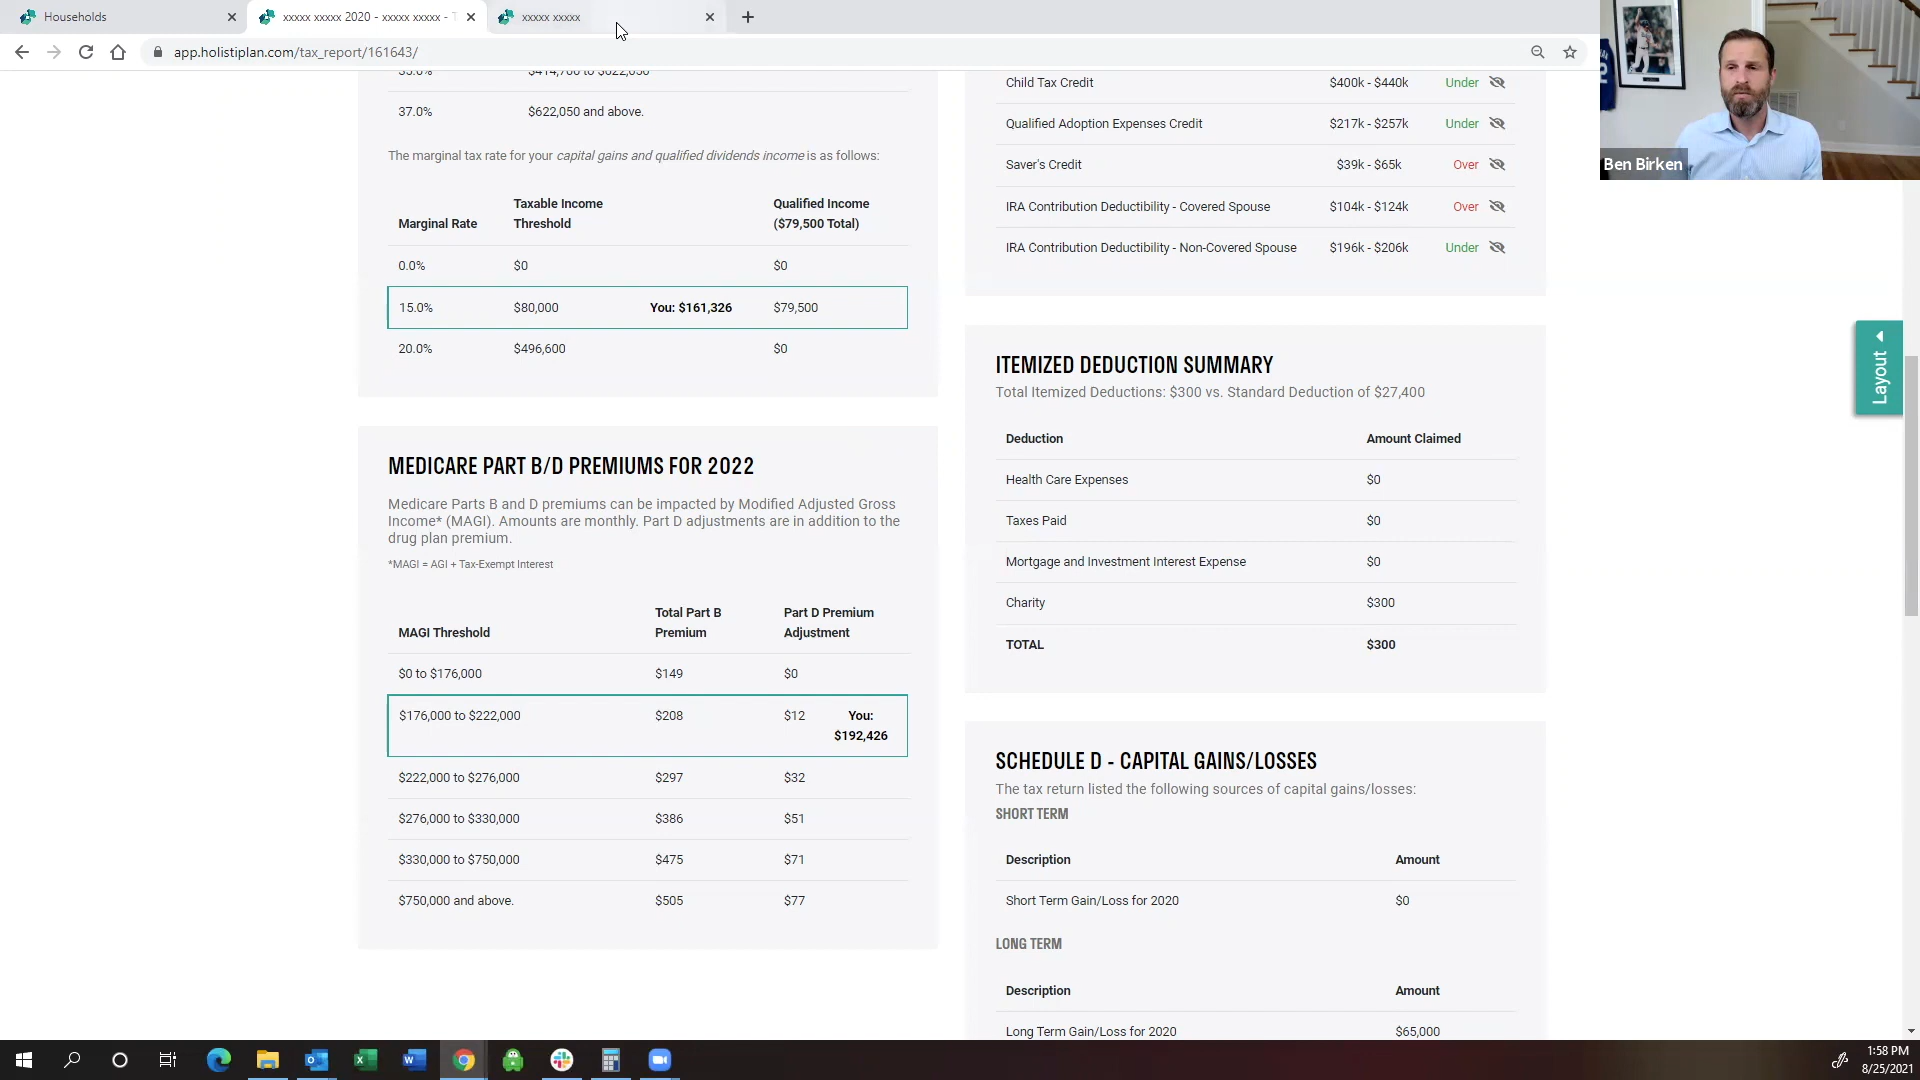 Households
xxxxx xxxxx 2020 - xxxxx xxxxx - T
xxxxx xxxxx
app.holistiplan.com/tax_report/161643/
Ben Birken
35.0% $414,700 to $622,050
37.0% $622,050 and above.
The marginal tax rate for your capital gains and qualified dividends income is as follows:
Marginal Rate Taxable Income Threshold Qualified Income ($79,500 Total)
0.0% $0 $0
15.0% $80,000 You: $161,326 $79,500
20.0% $496,600 $0
MEDICARE PART B/D PREMIUMS FOR 2022
Medicare Parts B and D premiums can be impacted by Modified Adjusted Gross
Income* (MAGI). Amounts are monthly. Part D adjustments are in addition to the
drug plan premium.
*MAGI = AGI + Tax-Exempt Interest
MAGI Threshold Total Part B Premium Part D Premium Adjustment
$0 to $176,000 $149 $0
$176,000 to $222,000 $208 $12 You: $192,426
$222,000 to $276,000 $297 $32
$276,000 to $330,000 $386 $51
$330,000 to $750,000 $475 $71
$750,000 and above. $505 $77
Child Tax Credit $400k - $440k Under
Qualified Adoption Expenses Credit $217k - $257k Under
Saver's Credit $39k - $65k Over
IRA Contribution Deductibility - Covered Spouse $104k - $124k Over
IRA Contribution Deductibility - Non-Covered Spouse $196k - $206k Under
ITEMIZED DEDUCTION SUMMARY
Total Itemized Deductions: $300 vs. Standard Deduction of $27,400
Deduction Amount Claimed
Health Care Expenses $0
Taxes Paid $0
Mortgage and Investment Interest Expense $0
Charity $300
TOTAL $300
SCHEDULE D - CAPITAL GAINS/LOSSES
The tax return listed the following sources of capital gains/losses:
SHORT TERM
Description Amount
Short Term Gain/Loss for 2020 $0
LONG TERM
Description Amount
Long Term Gain/Loss for 2020 $65,000
Layout
1:58 PM
8/25/2021